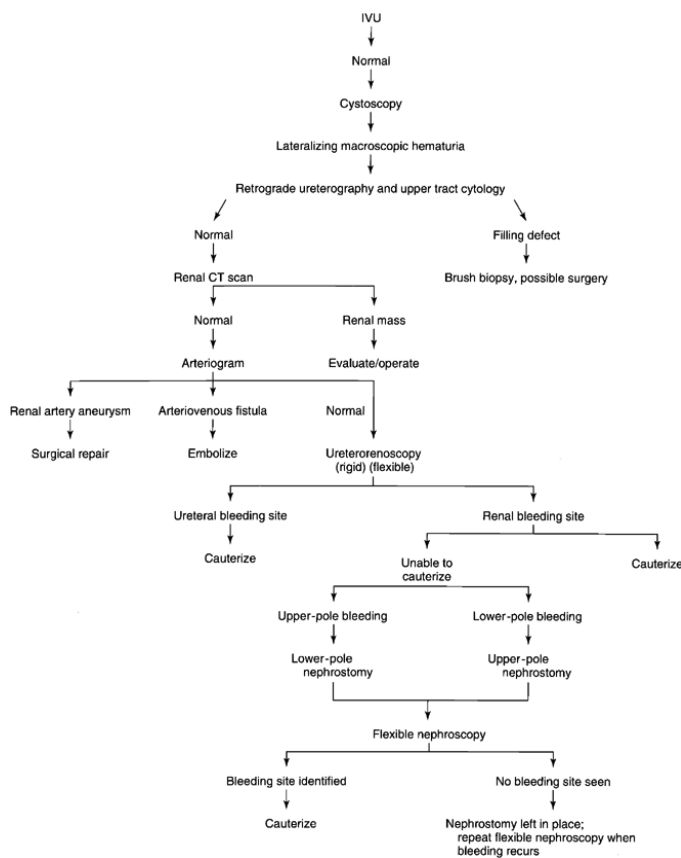 IVU
Normal
Cystoscopy
Lateralizing macroscopic hematuria
Retrograde ureterography and upper tract cytology
Normal
Filling defect
Renal CT scan
Brush biopsy, possible surgery
Normal
Renal mass
Arteriogram
Evaluate/operate
Renal artery aneurysm
Arteriovenous fistula
Normal
Surgical repair
Embolize
Ureterorenoscopy
(rigid) (flexible)
Ureteral bleeding site
Renal bleeding site
Cauterize
Unable to
cauterize
Cauterize
Upper-pole bleeding
Lower-pole bleeding
Lower-pole
nephrostomy
Upper-pole
nephrostomy
Flexible nephroscopy
Bleeding site identified
No bleeding site seen
Cauterize
Nephrostomy left in place;
repeat flexible nephroscopy when
bleeding recurs